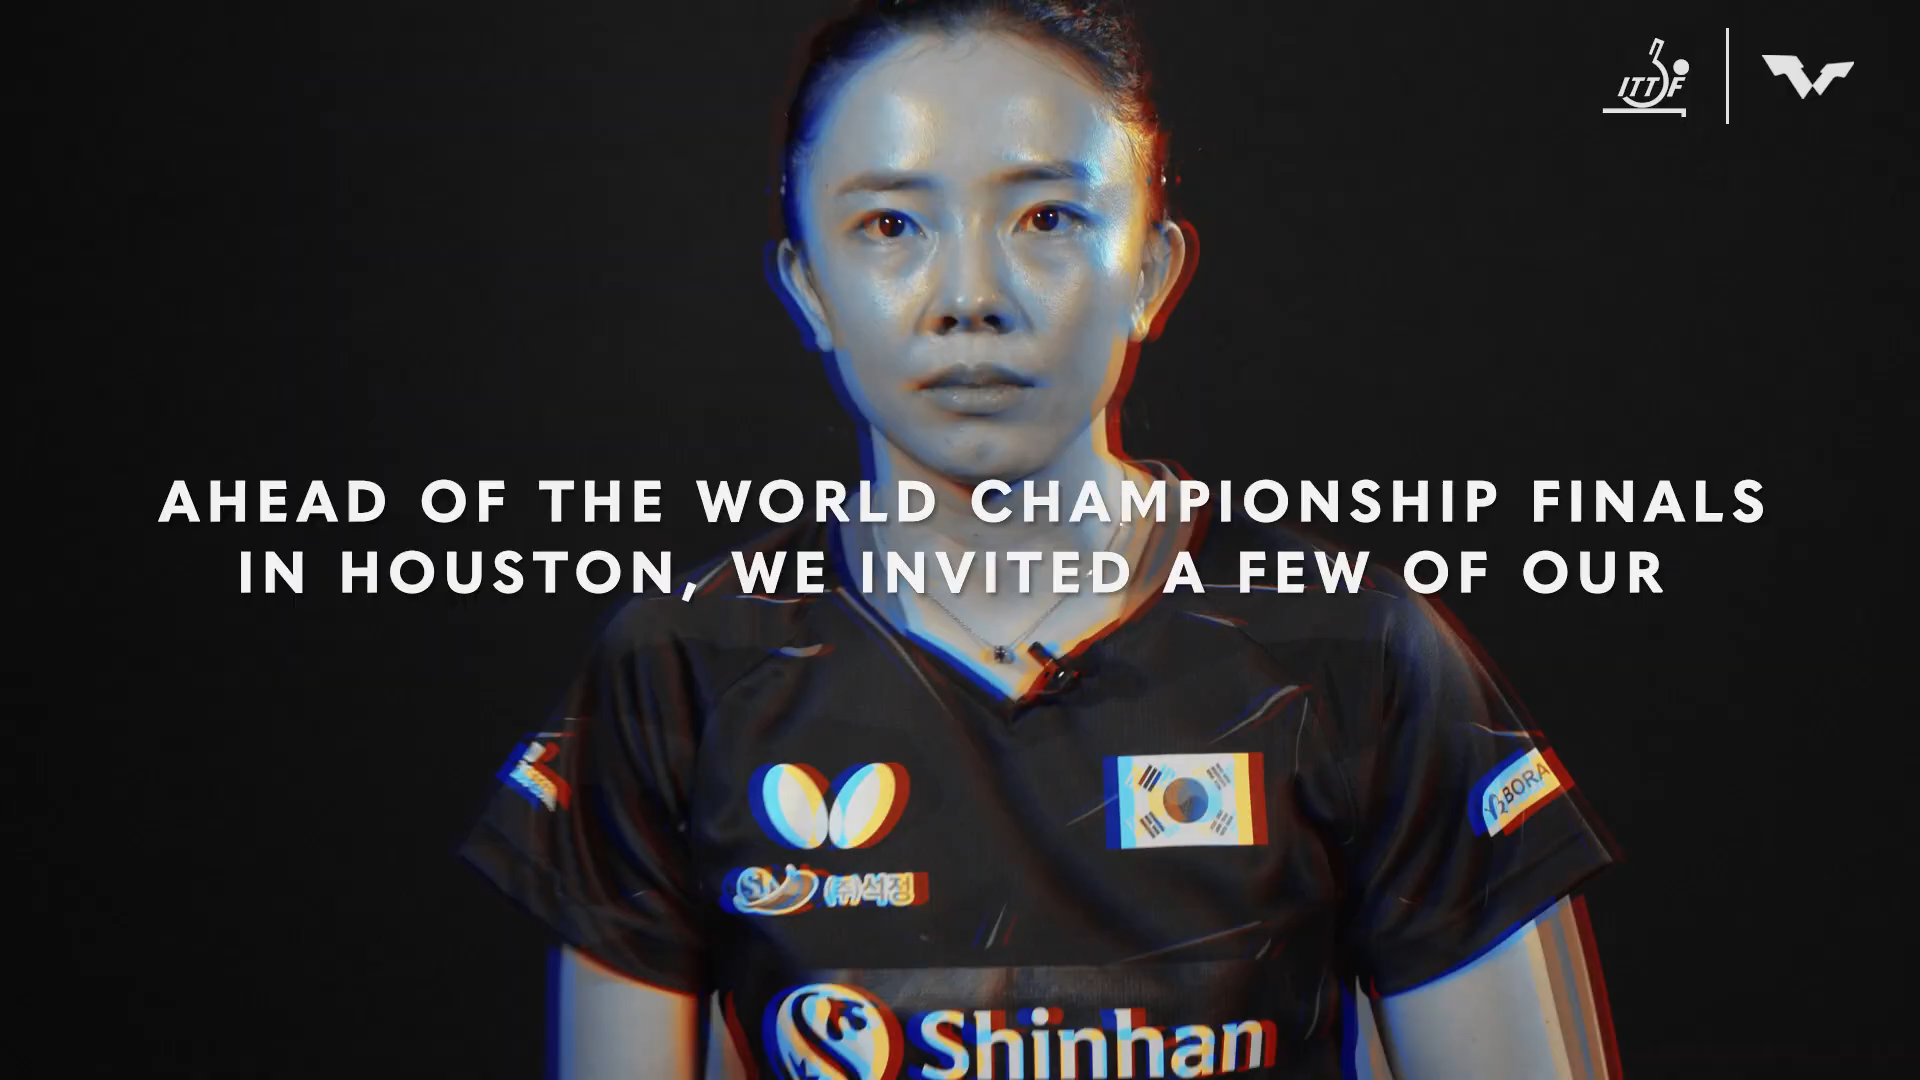 ITTF
AHEAD OF THE WORLD CHAMPIONSHIP FINALS
IN HOUSTON, WE INVITED A FEW OF OUR
BORA
(주)석정
Shinhan